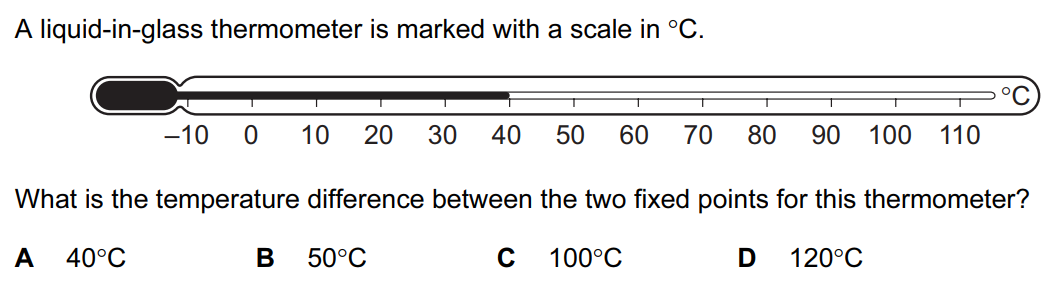 A liquid-in-glass thermometer is marked with a scale in °C.
°C
–10 0 10 20 30 40 50 60 70 80 90 100 110
What is the temperature difference between the two fixed points for this thermometer?
A 40°C B 50°C C 100°C D 120°C